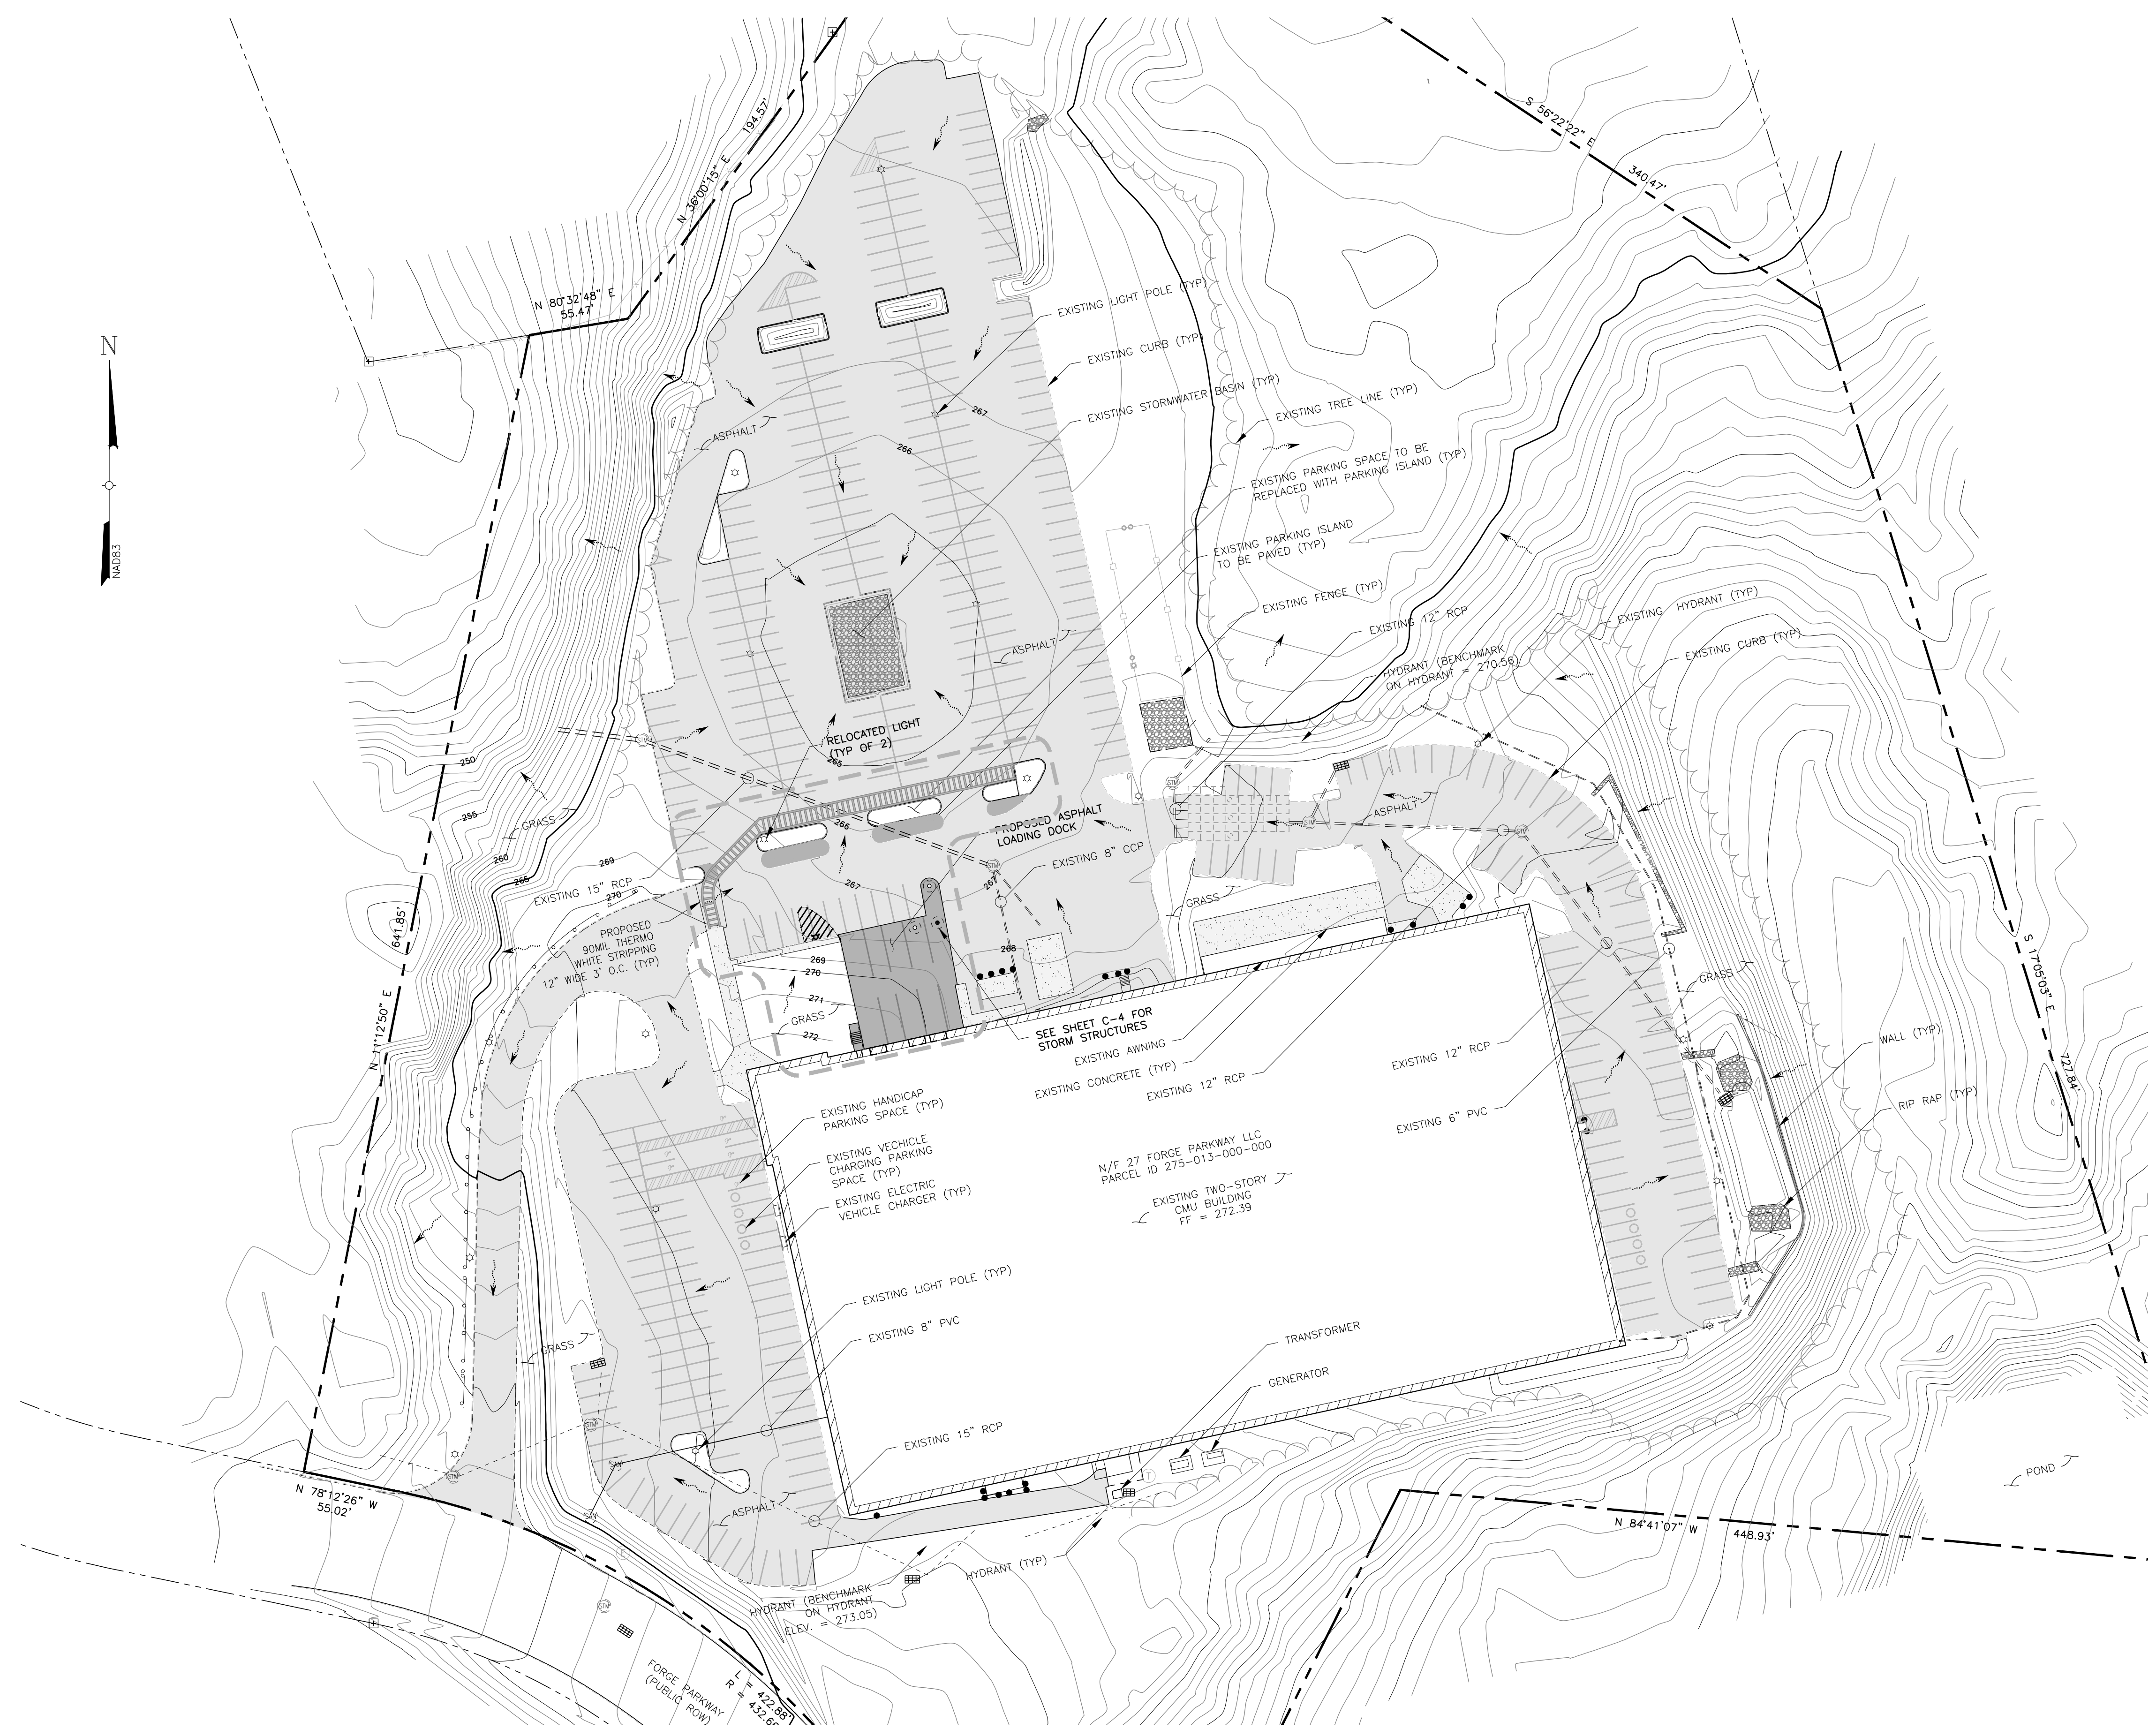 194.57'
N 36°00'15" E
S 56°22'22" E
340.47'
N 80°32'48" E
55.47'
N
NAD83
EXISTING LIGHT POLE (TYP)
EXISTING CURB (TYP)
EXISTING STORMWATER BASIN (TYP)
EXISTING TREE LINE (TYP)
267
ASPHALT
266
EXISTING PARKING SPACE TO BE
REPLACED WITH PARKING ISLAND (TYP)
EXISTING PARKING ISLAND
TO BE PAVED (TYP)
EXISTING FENCE (TYP)
EXISTING 12" RCP
EXISTING HYDRANT (TYP)
EXISTING CURB (TYP)
HYDRANT (BENCHMARK
ON HYDRANT = 270.56)
ASPHALT
RELOCATED LIGHT
(TYP OF 2)
265
STM
250
255
260
265
GRASS
269
270
EXISTING 15" RCP
266
267
267
PROPOSED ASPHALT
LOADING DOCK
EXISTING 8" CCP
STM
STM
STM
STM
ASPHALT
GRASS
641.85'
N 11°12'50" E
PROPOSED
90MIL THERMO
WHITE STRIPPING
12" WIDE 3' O.C. (TYP)
268
269
270
271
272
GRASS
GRASS
SEE SHEET C-4 FOR
STORM STRUCTURES
EXISTING AWNING
EXISTING CONCRETE (TYP)
EXISTING 12" RCP
EXISTING 12" RCP
EXISTING 6" PVC
WALL (TYP)
RIP RAP (TYP)
S 17°05'03" E
727.84'
EXISTING HANDICAP
PARKING SPACE (TYP)
EXISTING VECHICLE
CHARGING PARKING
SPACE (TYP)
EXISTING ELECTRIC
VEHICLE CHARGER (TYP)
N/F 27 FORGE PARKWAY LLC
PARCEL ID 275-013-000-000
EXISTING TWO-STORY
CMU BUILDING
FF = 272.39
EXISTING LIGHT POLE (TYP)
EXISTING 8" PVC
TRANSFORMER
GENERATOR
GRASS
EXISTING 15" RCP
STM
STM
SAN
SAN
ASPHALT
T
POND
N 78°12'26" W
55.02'
N 84°41'07" W
448.93'
HYDRANT (TYP)
HYDRANT (BENCHMARK
ON HYDRANT
ELEV. = 273.05)
STM
FORGE PARKWAY
(PUBLIC ROW)
L = 422.88'